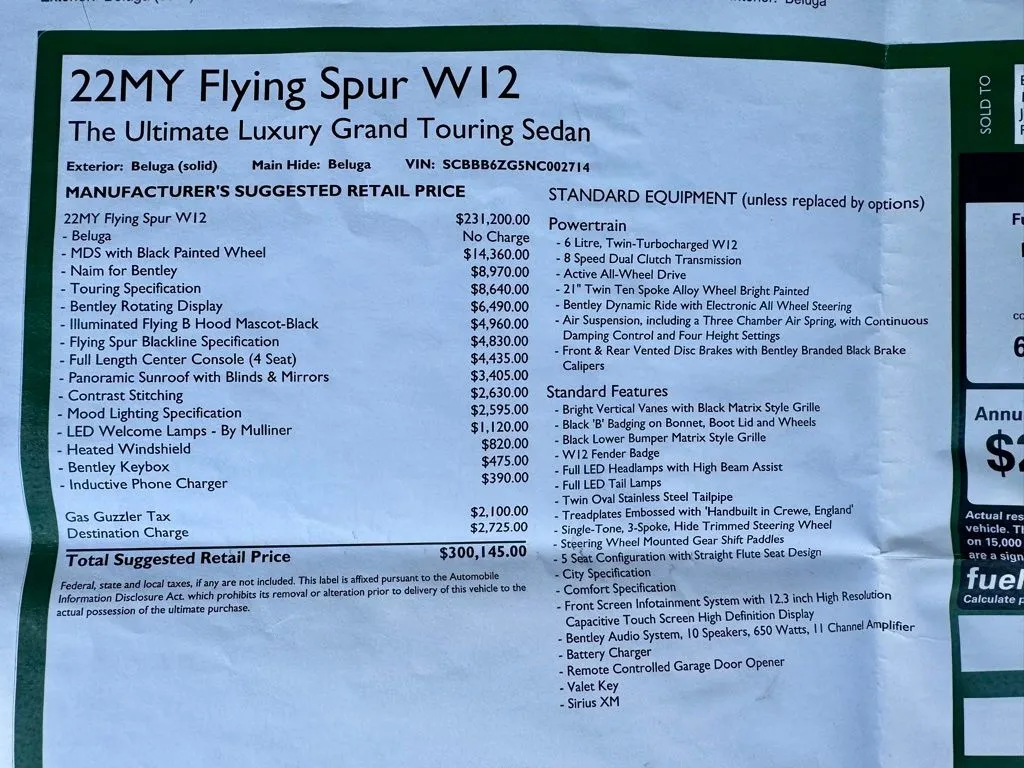 Beluga
22MY Flying Spur W12
The Ultimate Luxury Grand Touring Sedan
Exterior: Beluga (solid) Main Hide: Beluga VIN: SCBBB6ZG5NC002714
MANUFACTURER'S SUGGESTED RETAIL PRICE
22MY Flying Spur W12 $231,200.00
- Beluga No Charge
- MDS with Black Painted Wheel $14,360.00
- Naim for Bentley $8,970.00
- Touring Specification $8,640.00
- Bentley Rotating Display $6,490.00
- Illuminated Flying B Hood Mascot-Black $4,960.00
- Flying Spur Blackline Specification $4,830.00
- Full Length Center Console (4 Seat) $4,435.00
- Panoramic Sunroof with Blinds & Mirrors $3,405.00
- Contrast Stitching $2,630.00
- Mood Lighting Specification $2,595.00
- LED Welcome Lamps - By Mulliner $1,120.00
- Heated Windshield $820.00
- Bentley Keybox $475.00
- Inductive Phone Charger $390.00
Gas Guzzler Tax $2,100.00
Destination Charge $2,725.00
Total Suggested Retail Price $300,145.00
Federal, state and local taxes, if any are not included. This label is affixed pursuant to the Automobile
Information Disclosure Act. which prohibits its removal or alteration prior to delivery of this vehicle to the
actual possession of the ultimate purchase.
STANDARD EQUIPMENT (unless replaced by options)
Powertrain
- 6 Litre, Twin-Turbocharged W12
- 8 Speed Dual Clutch Transmission
- Active All-Wheel Drive
- 21" Twin Ten Spoke Alloy Wheel Bright Painted
- Bentley Dynamic Ride with Electronic All Wheel Steering
- Air Suspension, including a Three Chamber Air Spring, with Continuous
Damping Control and Four Height Settings
- Front & Rear Vented Disc Brakes with Bentley Branded Black Brake
Calipers
Standard Features
- Bright Vertical Vanes with Black Matrix Style Grille
- Black 'B' Badging on Bonnet, Boot Lid and Wheels
- Black Lower Bumper Matrix Style Grille
- W12 Fender Badge
- Full LED Headlamps with High Beam Assist
- Full LED Tail Lamps
- Twin Oval Stainless Steel Tailpipe
- Treadplates Embossed with 'Handbuilt in Crewe, England'
- Single-Tone, 3-Spoke, Hide Trimmed Steering Wheel
- Steering Wheel Mounted Gear Shift Paddles
- 5 Seat Configuration with Straight Flute Seat Design
- City Specification
- Comfort Specification
- Front Screen Infotainment System with 12.3 inch High Resolution
Capacitive Touch Screen High Definition Display
- Bentley Audio System, 10 Speakers, 650 Watts, 11 Channel Amplifier
- Battery Charger
- Remote Controlled Garage Door Opener
- Valet Key
- Sirius XM
SOLD TO
Annu
Actual res
vehicle. Th
on 15,000
are a sign
fuel
Calculate p